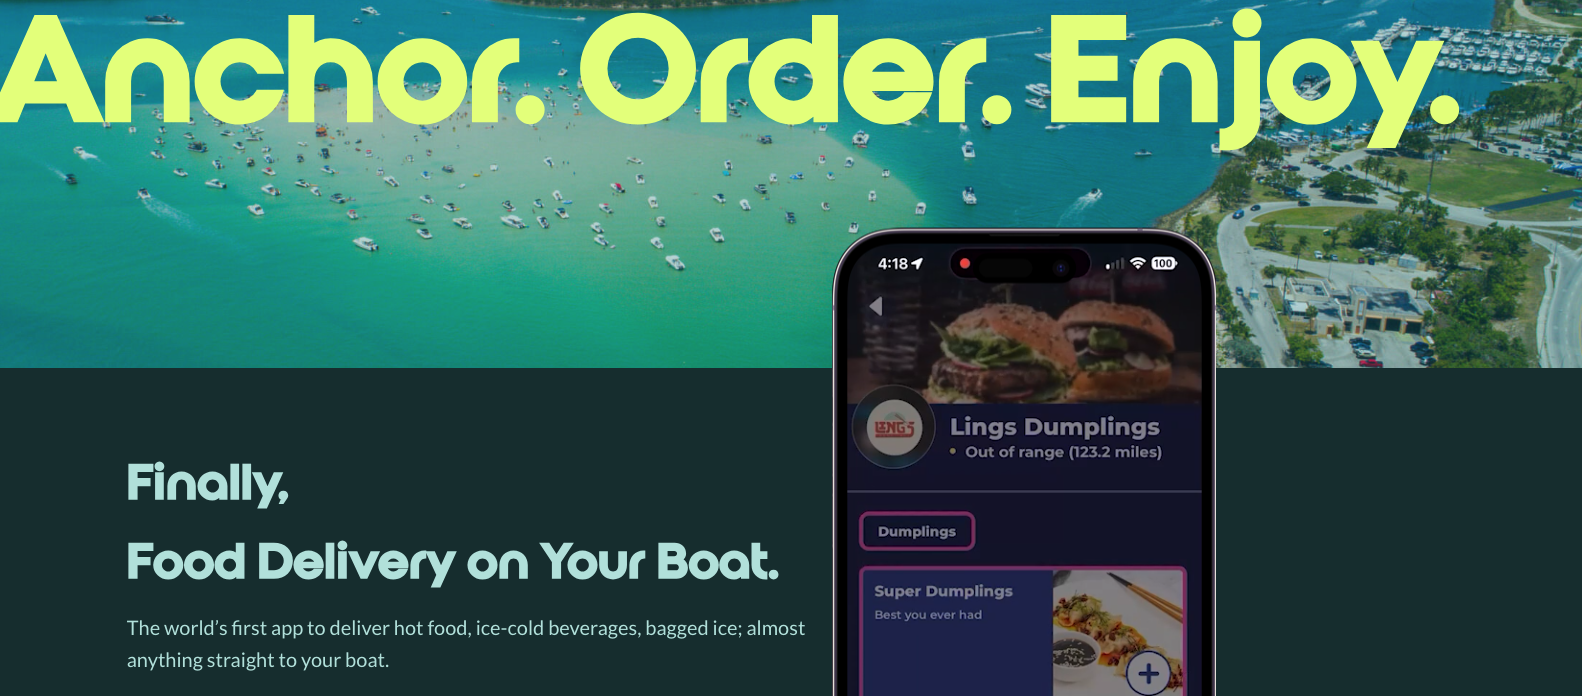 Anchor. Order. Enjoy.
4:18
100
LING'S
Lings Dumplings
• Out of range (123.2 miles)
Dumplings
Super Dumplings
Best you ever had
Finally,
Food Delivery on Your Boat.
The world’s first app to deliver hot food, ice-cold beverages, bagged ice; almost
anything straight to your boat.